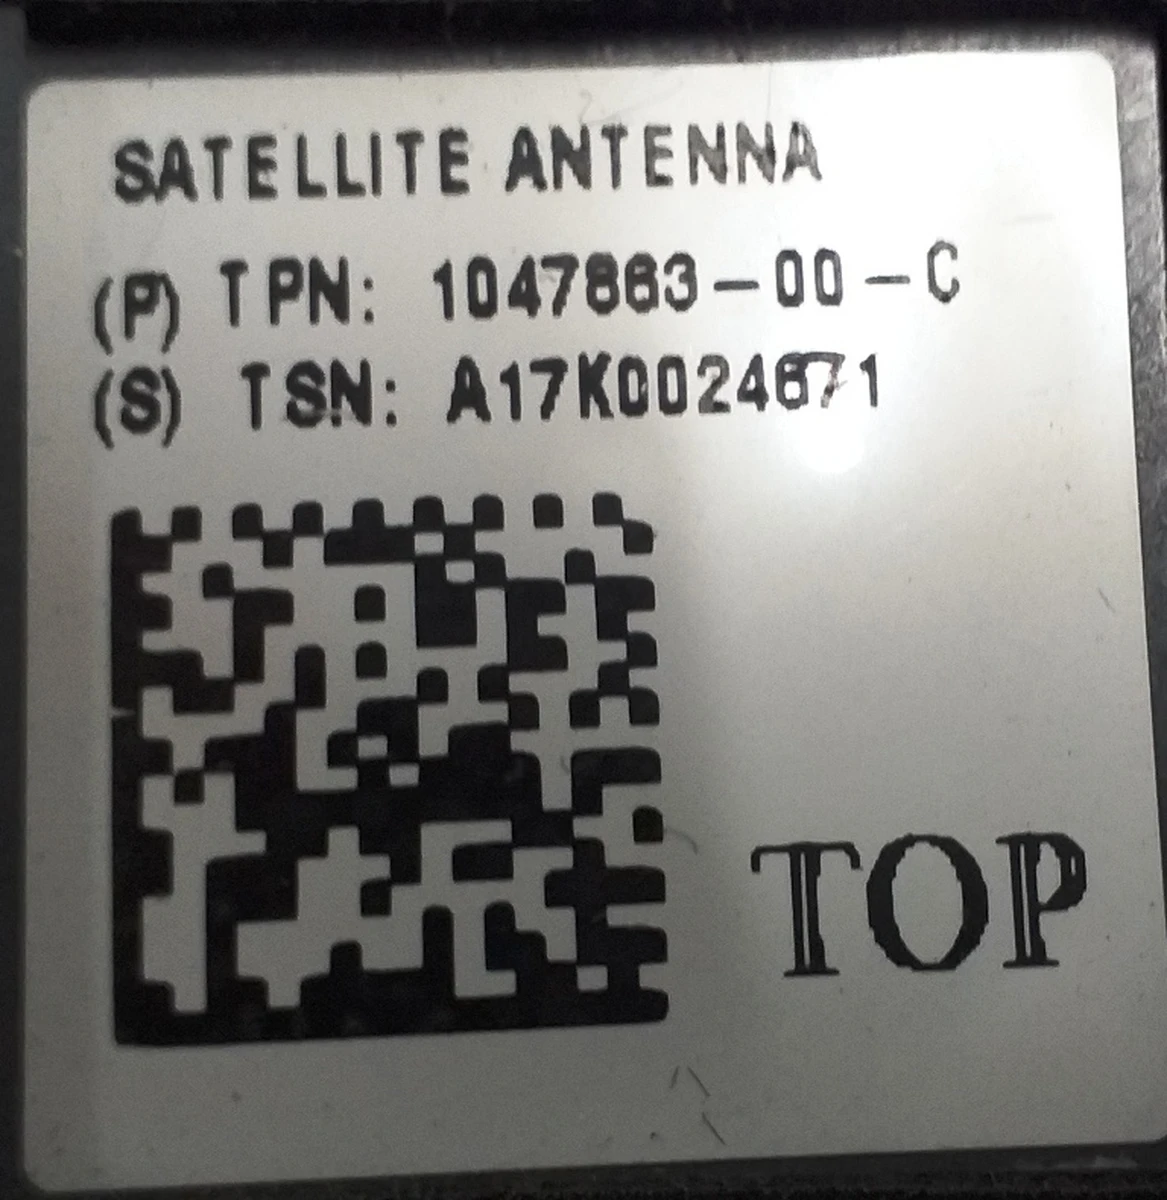 SATELLITE ANTENNA
(P) TPN: 1047863-00-C
(S) TSN: A17K0024671
TOP